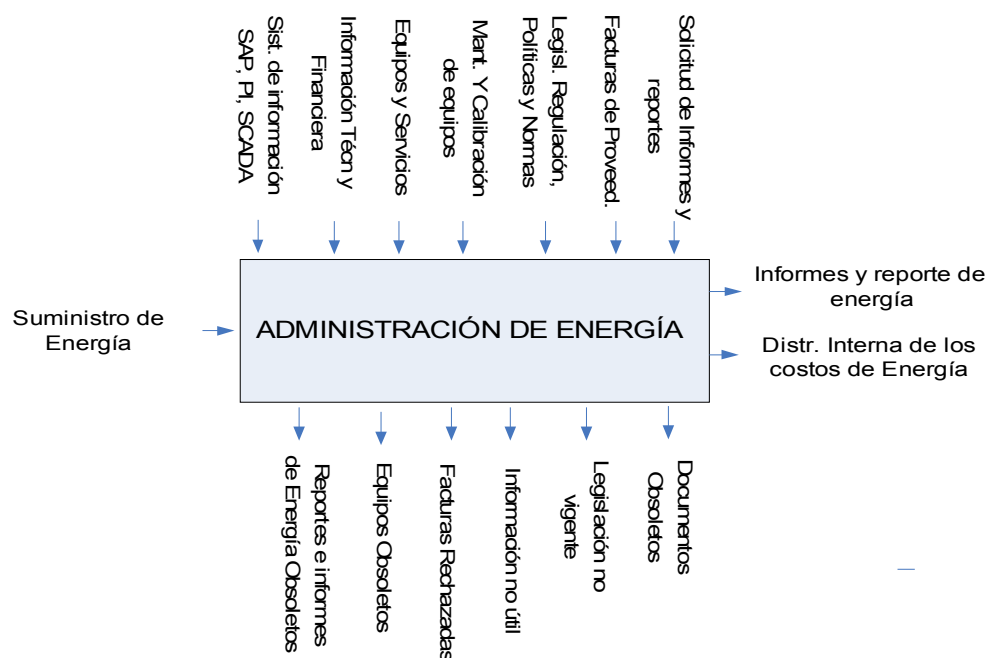 Sist. de información
SAP, PI, SCADA
Información Técn y
Financiera
Equipos y Servicios
Mant. Y Calibración
de equipos
Legisl. Regulación,
Políticas y Normas
Facturas de Proveed.
Solicitud de Informes y
reportes
Suministro de
Energía
ADMINISTRACIÓN DE ENERGÍA
Informes y reporte de
energía
Distr. Interna de los
costos de Energía
Reportes e informes
de Energía Obsoletos
Equipos Obsoletos
Facturas Rechazadas
Información no útil
Legislación no
vigente
Documentos
Obsoletos